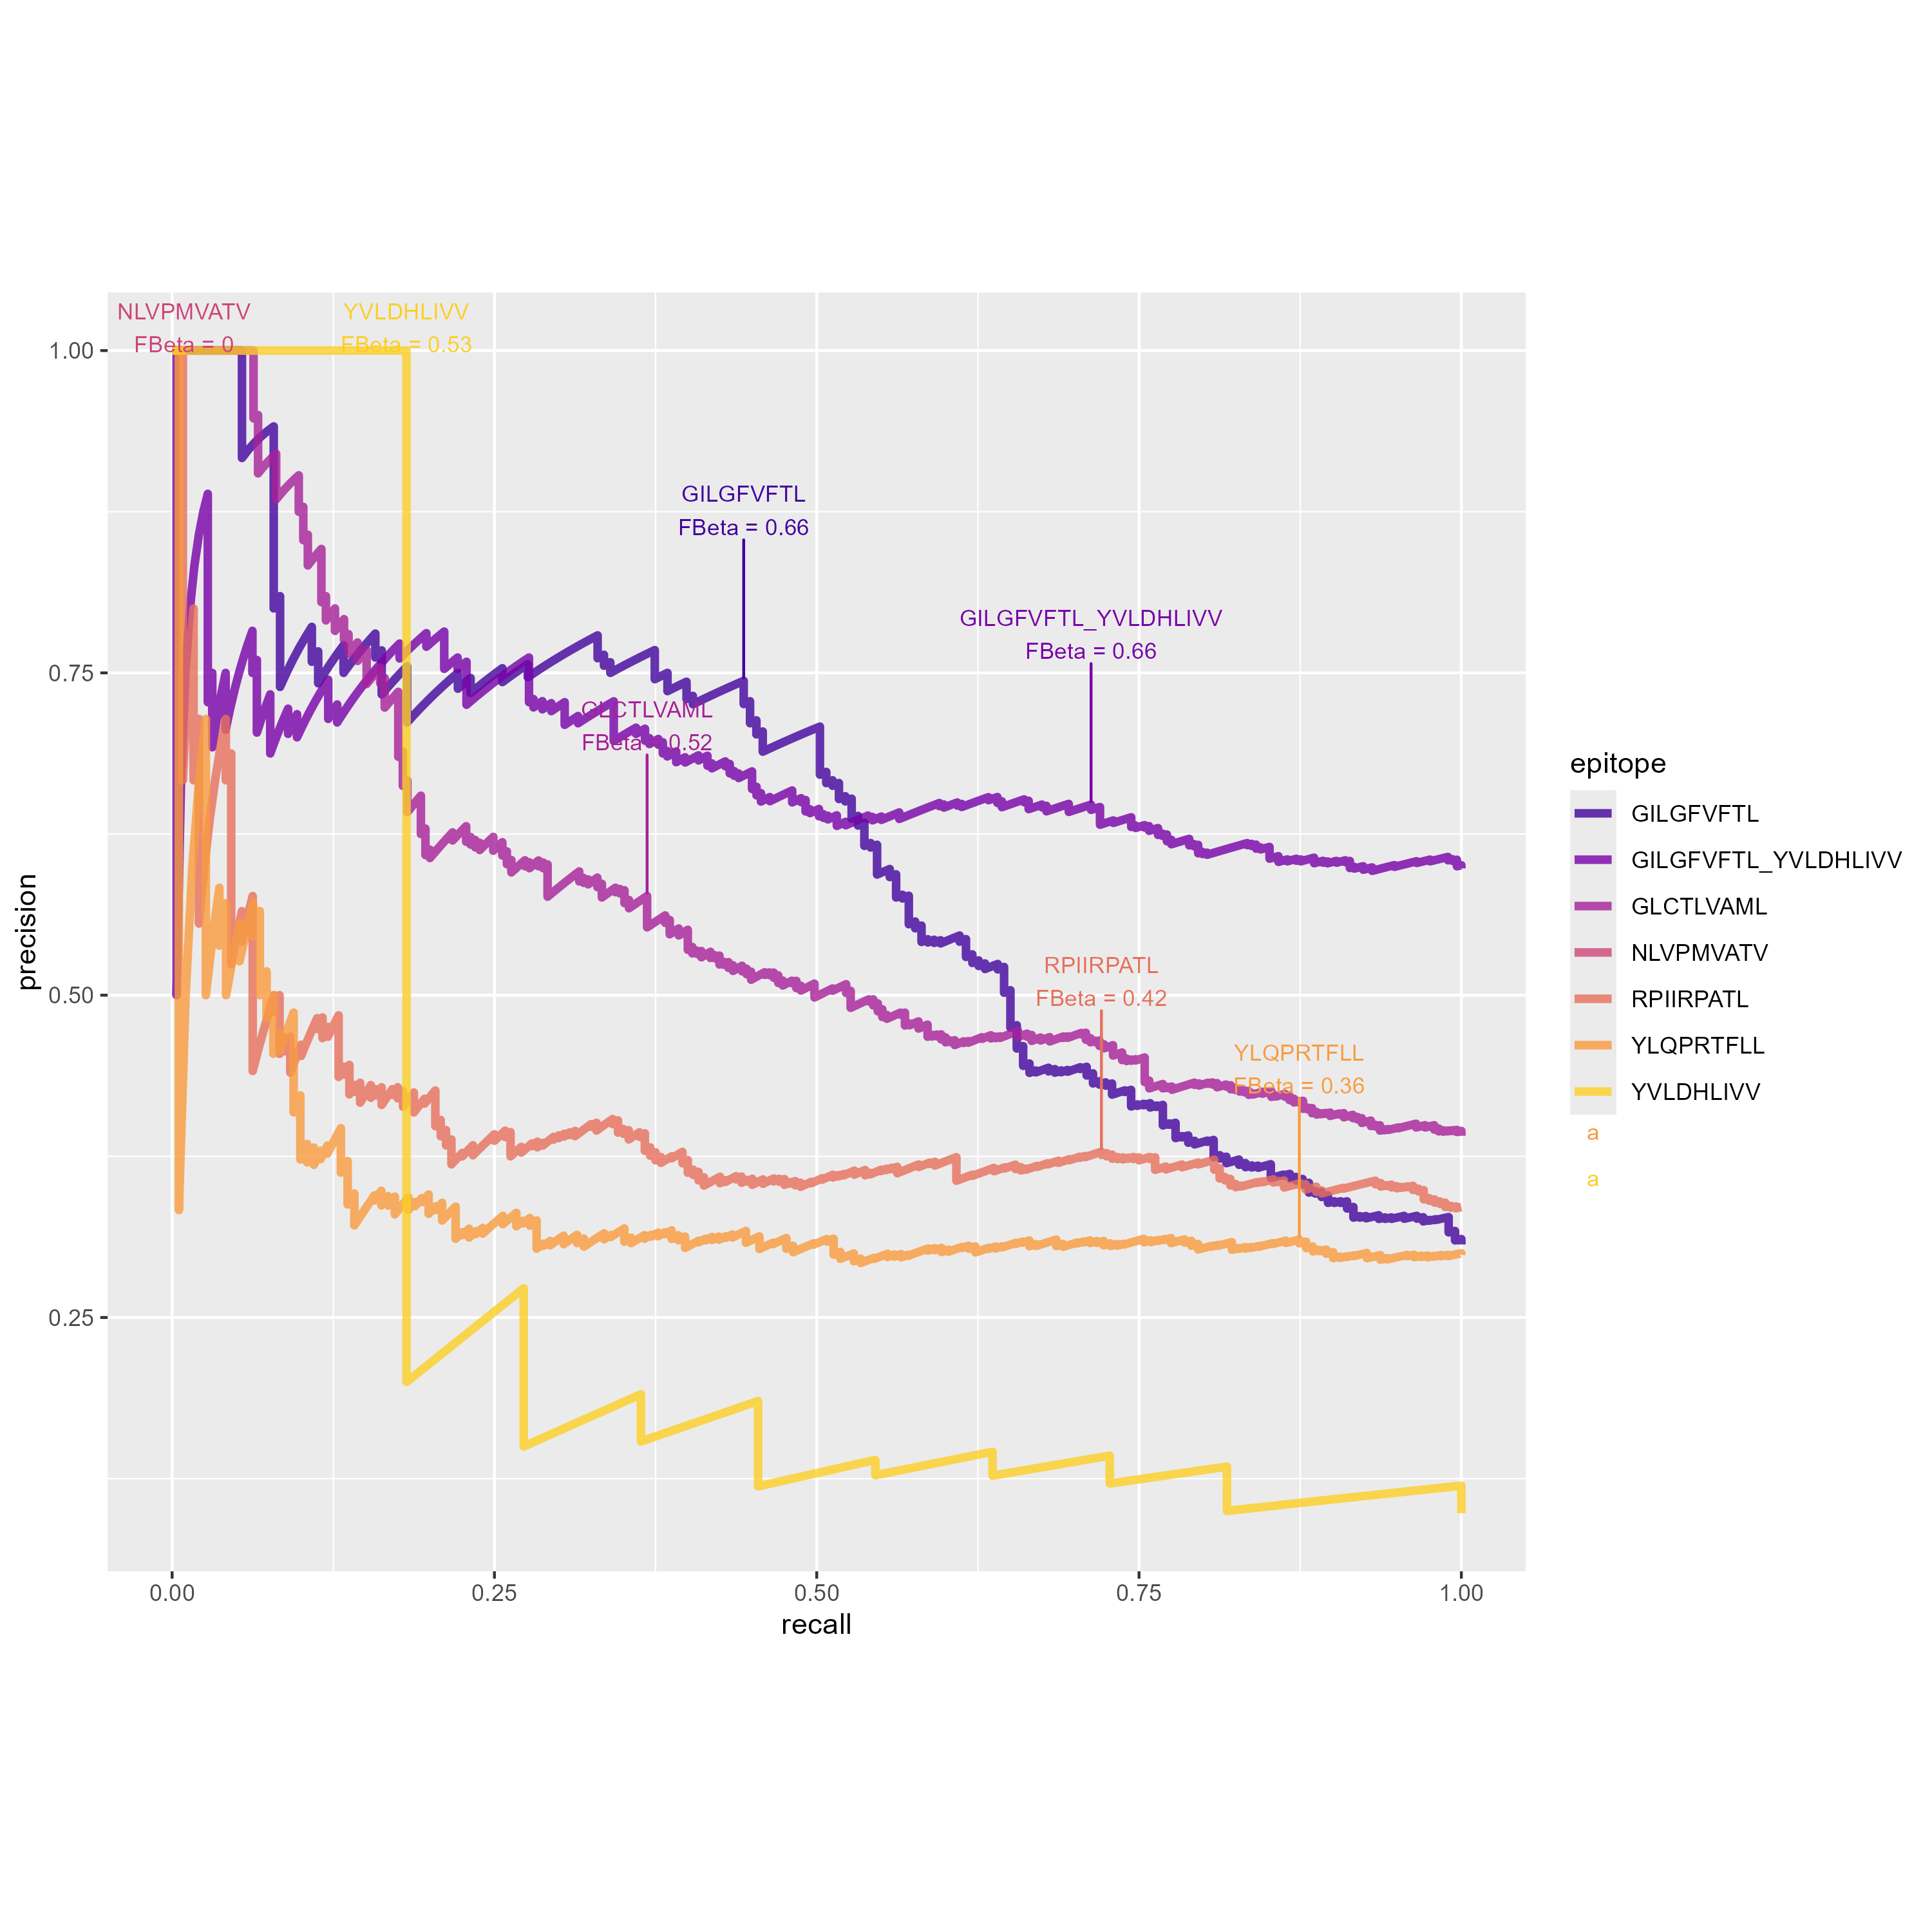 NLVPMVATV
FBeta = 0
YVLDHLIVV
FBeta = 0.53
GILGFVFTL
FBeta = 0.66
GILGFVFTL_YVLDHLIVV
FBeta = 0.66
GLCTLVAML
FBeta = 0.52
RPIIRPATL
FBeta = 0.42
YLQPRTFLL
FBeta = 0.36
1.00
0.75
0.50
0.25
precision
0.00
0.25
0.50
0.75
1.00
recall
epitope
GILGFVFTL
GILGFVFTL_YVLDHLIVV
GLCTLVAML
NLVPMVATV
RPIIRPATL
YLQPRTFLL
YVLDHLIVV
a
a